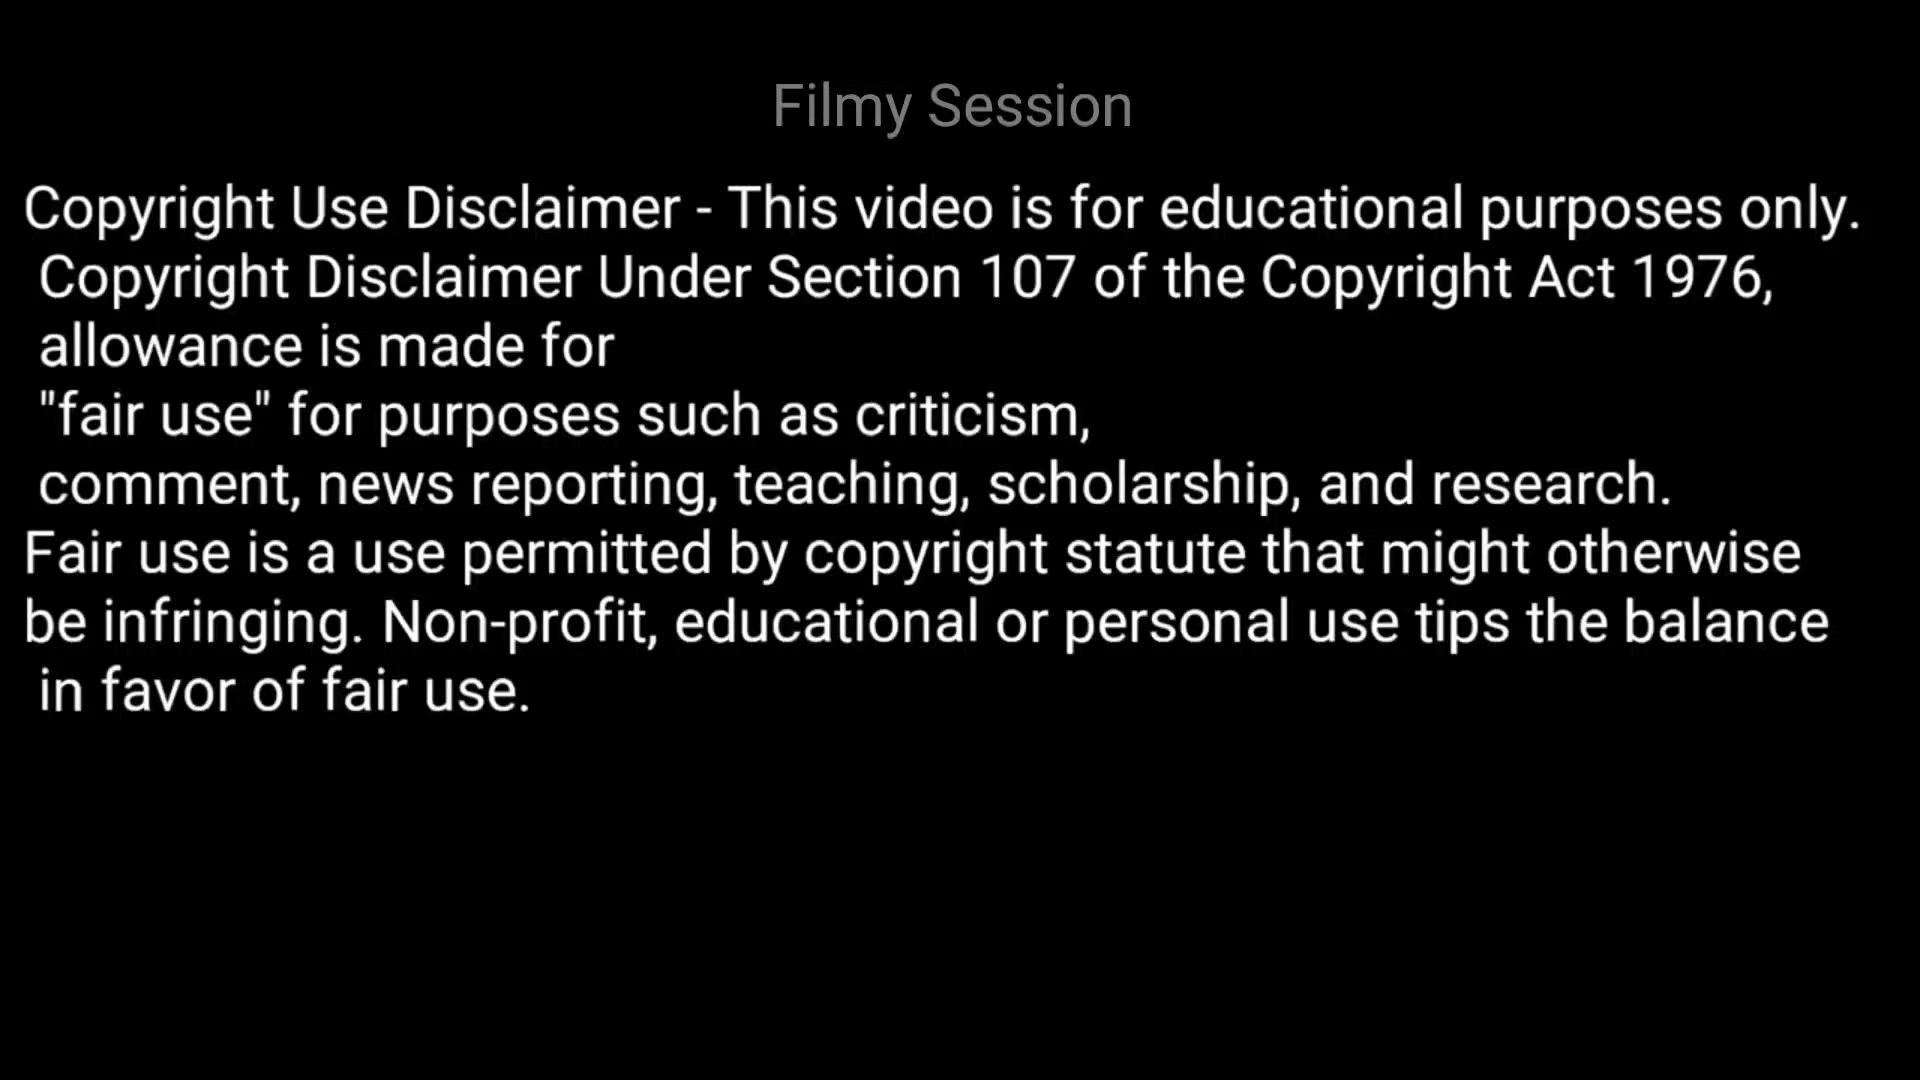 Filmy Session
Copyright Use Disclaimer - This video is for educational purposes only.
Copyright Disclaimer Under Section 107 of the Copyright Act 1976,
allowance is made for
"fair use" for purposes such as criticism,
comment, news reporting, teaching, scholarship, and research.
Fair use is a use permitted by copyright statute that might otherwise
be infringing. Non-profit, educational or personal use tips the balance
in favor of fair use.